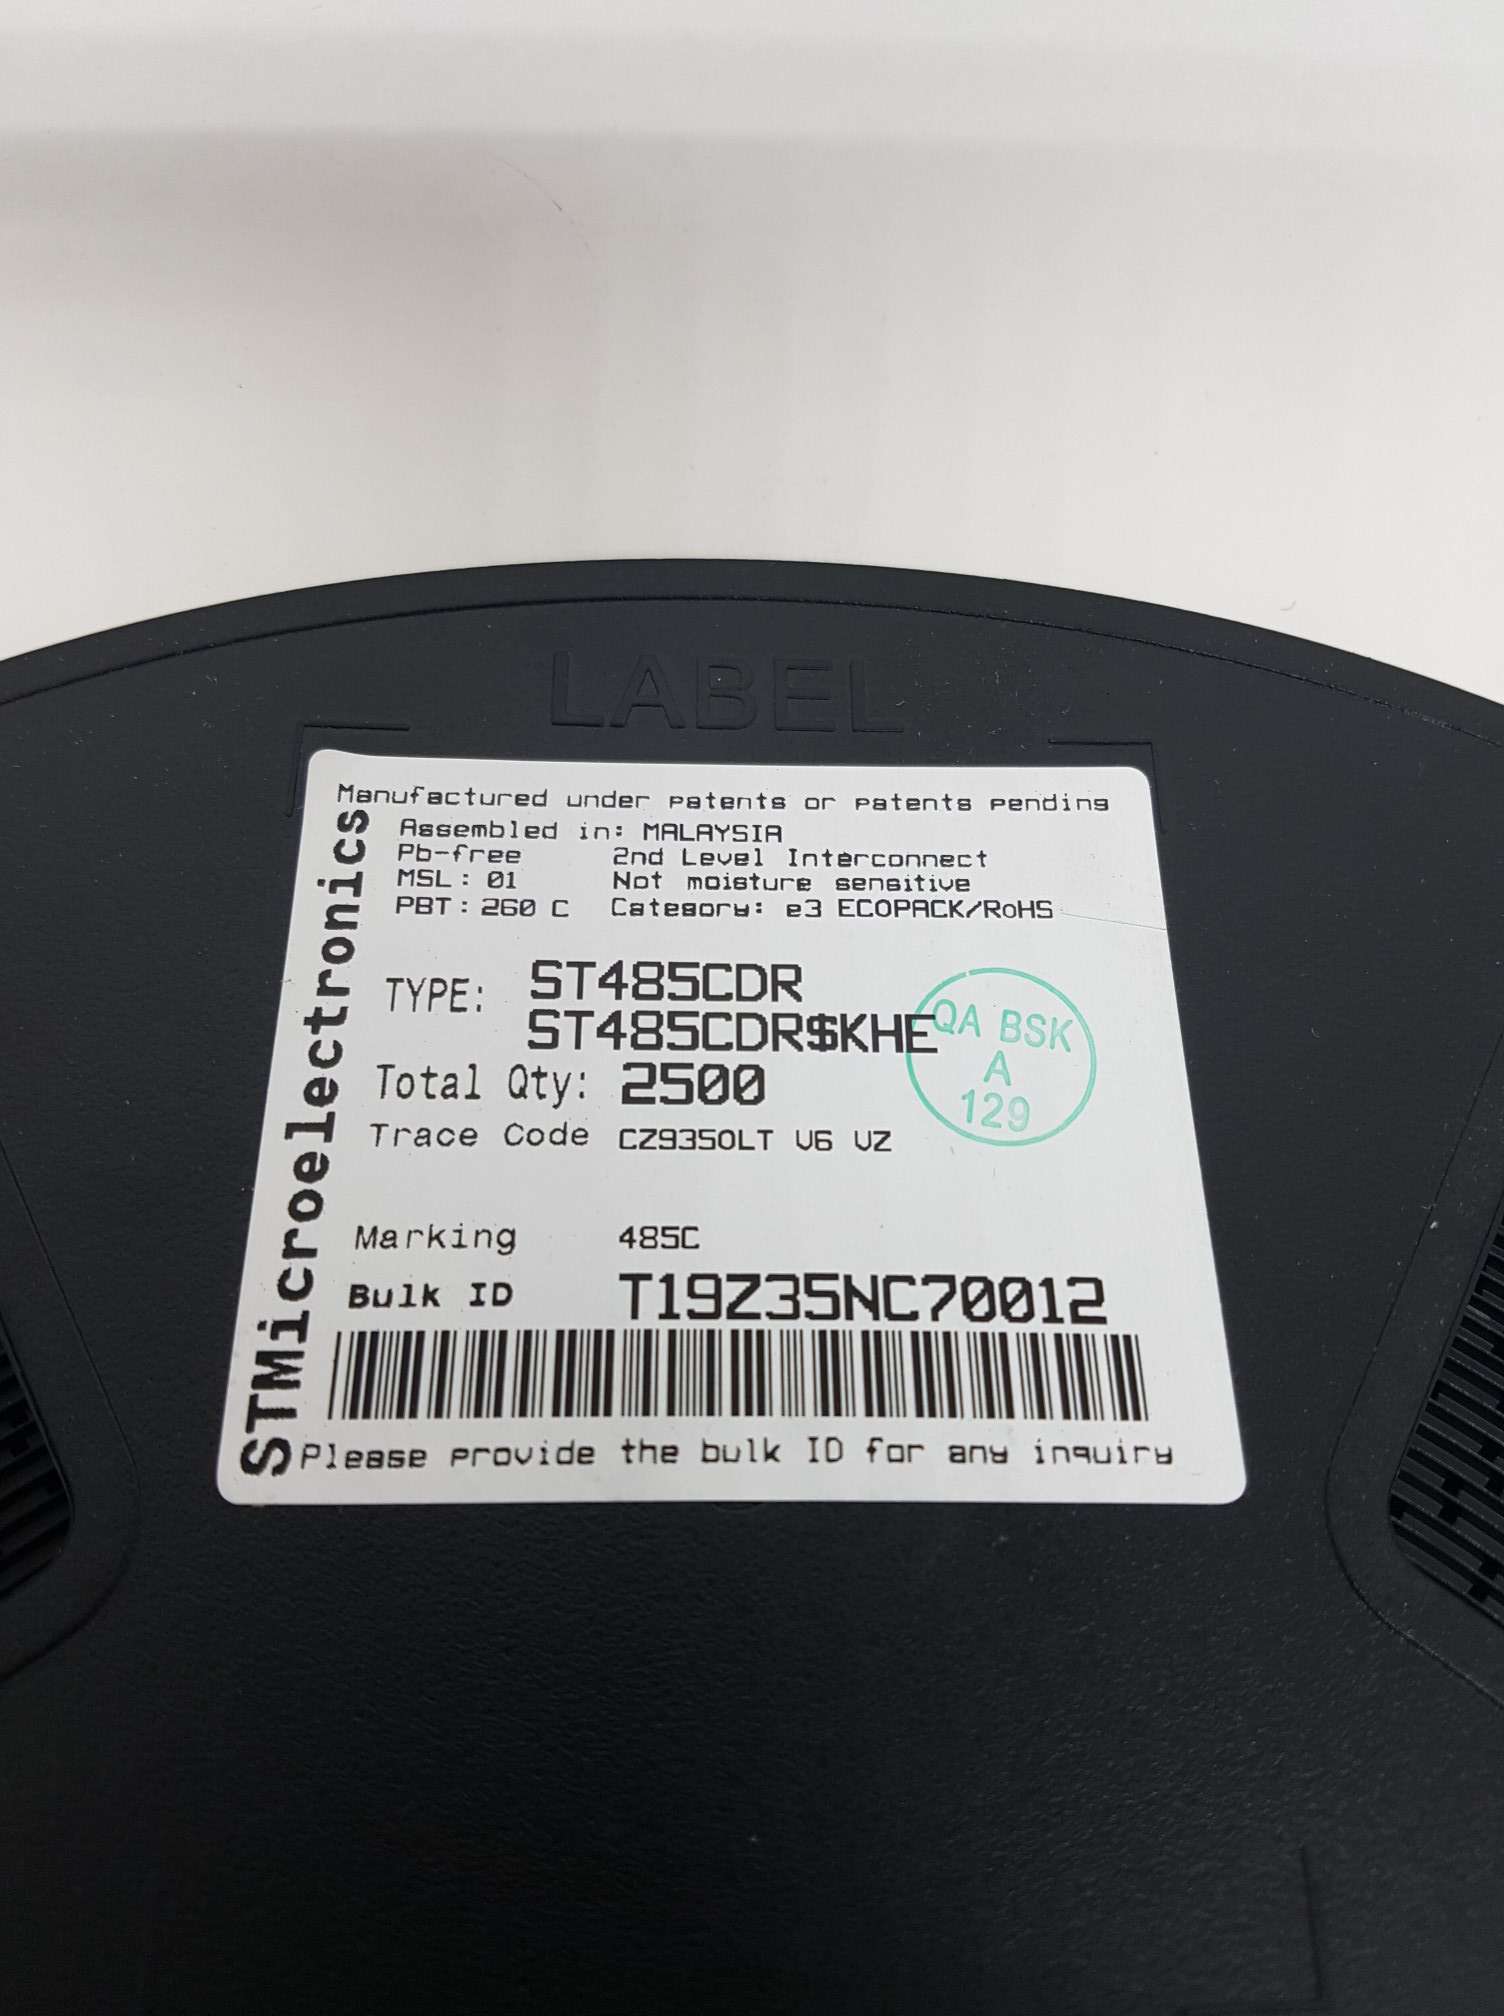 LABEL
STMicroelectronics
Manufactured under patents or patents pending
Assembled in: MALAYSIA
Pb-free 2nd Level Interconnect
MSL: 01 Not moisture sensitive
PBT: 260 C Category: e3 ECOPACK/RoHS
TYPE: ST485CDR
ST485CDR$KHE
QA BSK
A
129
Total Qty: 2500
Trace Code CZ9350LT V6 VZ
Marking 485C
Bulk ID T19Z35NC70012
Please provide the bulk ID for any inquiry